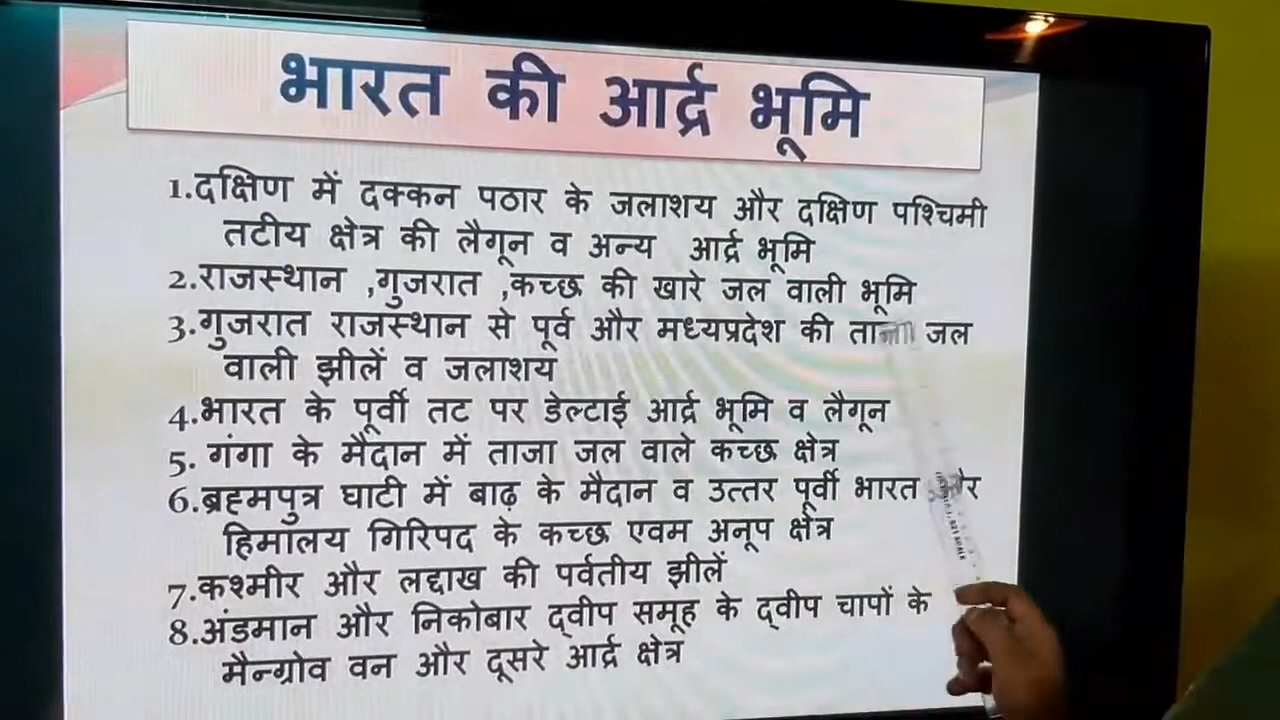 भारत की आर्द्र भूमि
1.दक्षिण में दक्कन पठार के जलाशय और दक्षिण पश्चिमी
तटीय क्षेत्र की लैगून व अन्य आर्द्र भूमि
2.राजस्थान ,गुजरात ,कच्छ की खारे जल वाली भूमि
3.गुजरात राजस्थान से पूर्व और मध्यप्रदेश की ताजा जल
वाली झीलें व जलाशय
4.भारत के पूर्वी तट पर डेल्टाई आर्द्र भूमि व लैगून
5. गंगा के मैदान में ताजा जल वाले कच्छ क्षेत्र
6.ब्रह्मपुत्र घाटी में बाढ़ के मैदान व उत्तर पूर्वी भारत और
हिमालय गिरिपद के कच्छ एवम अनूप क्षेत्र
7.कश्मीर और लद्दाख की पर्वतीय झीलें
8.अंडमान और निकोबार द्वीप समूह के द्वीप चापों के
मैन्ग्रोव वन और दूसरे आर्द्र क्षेत्र